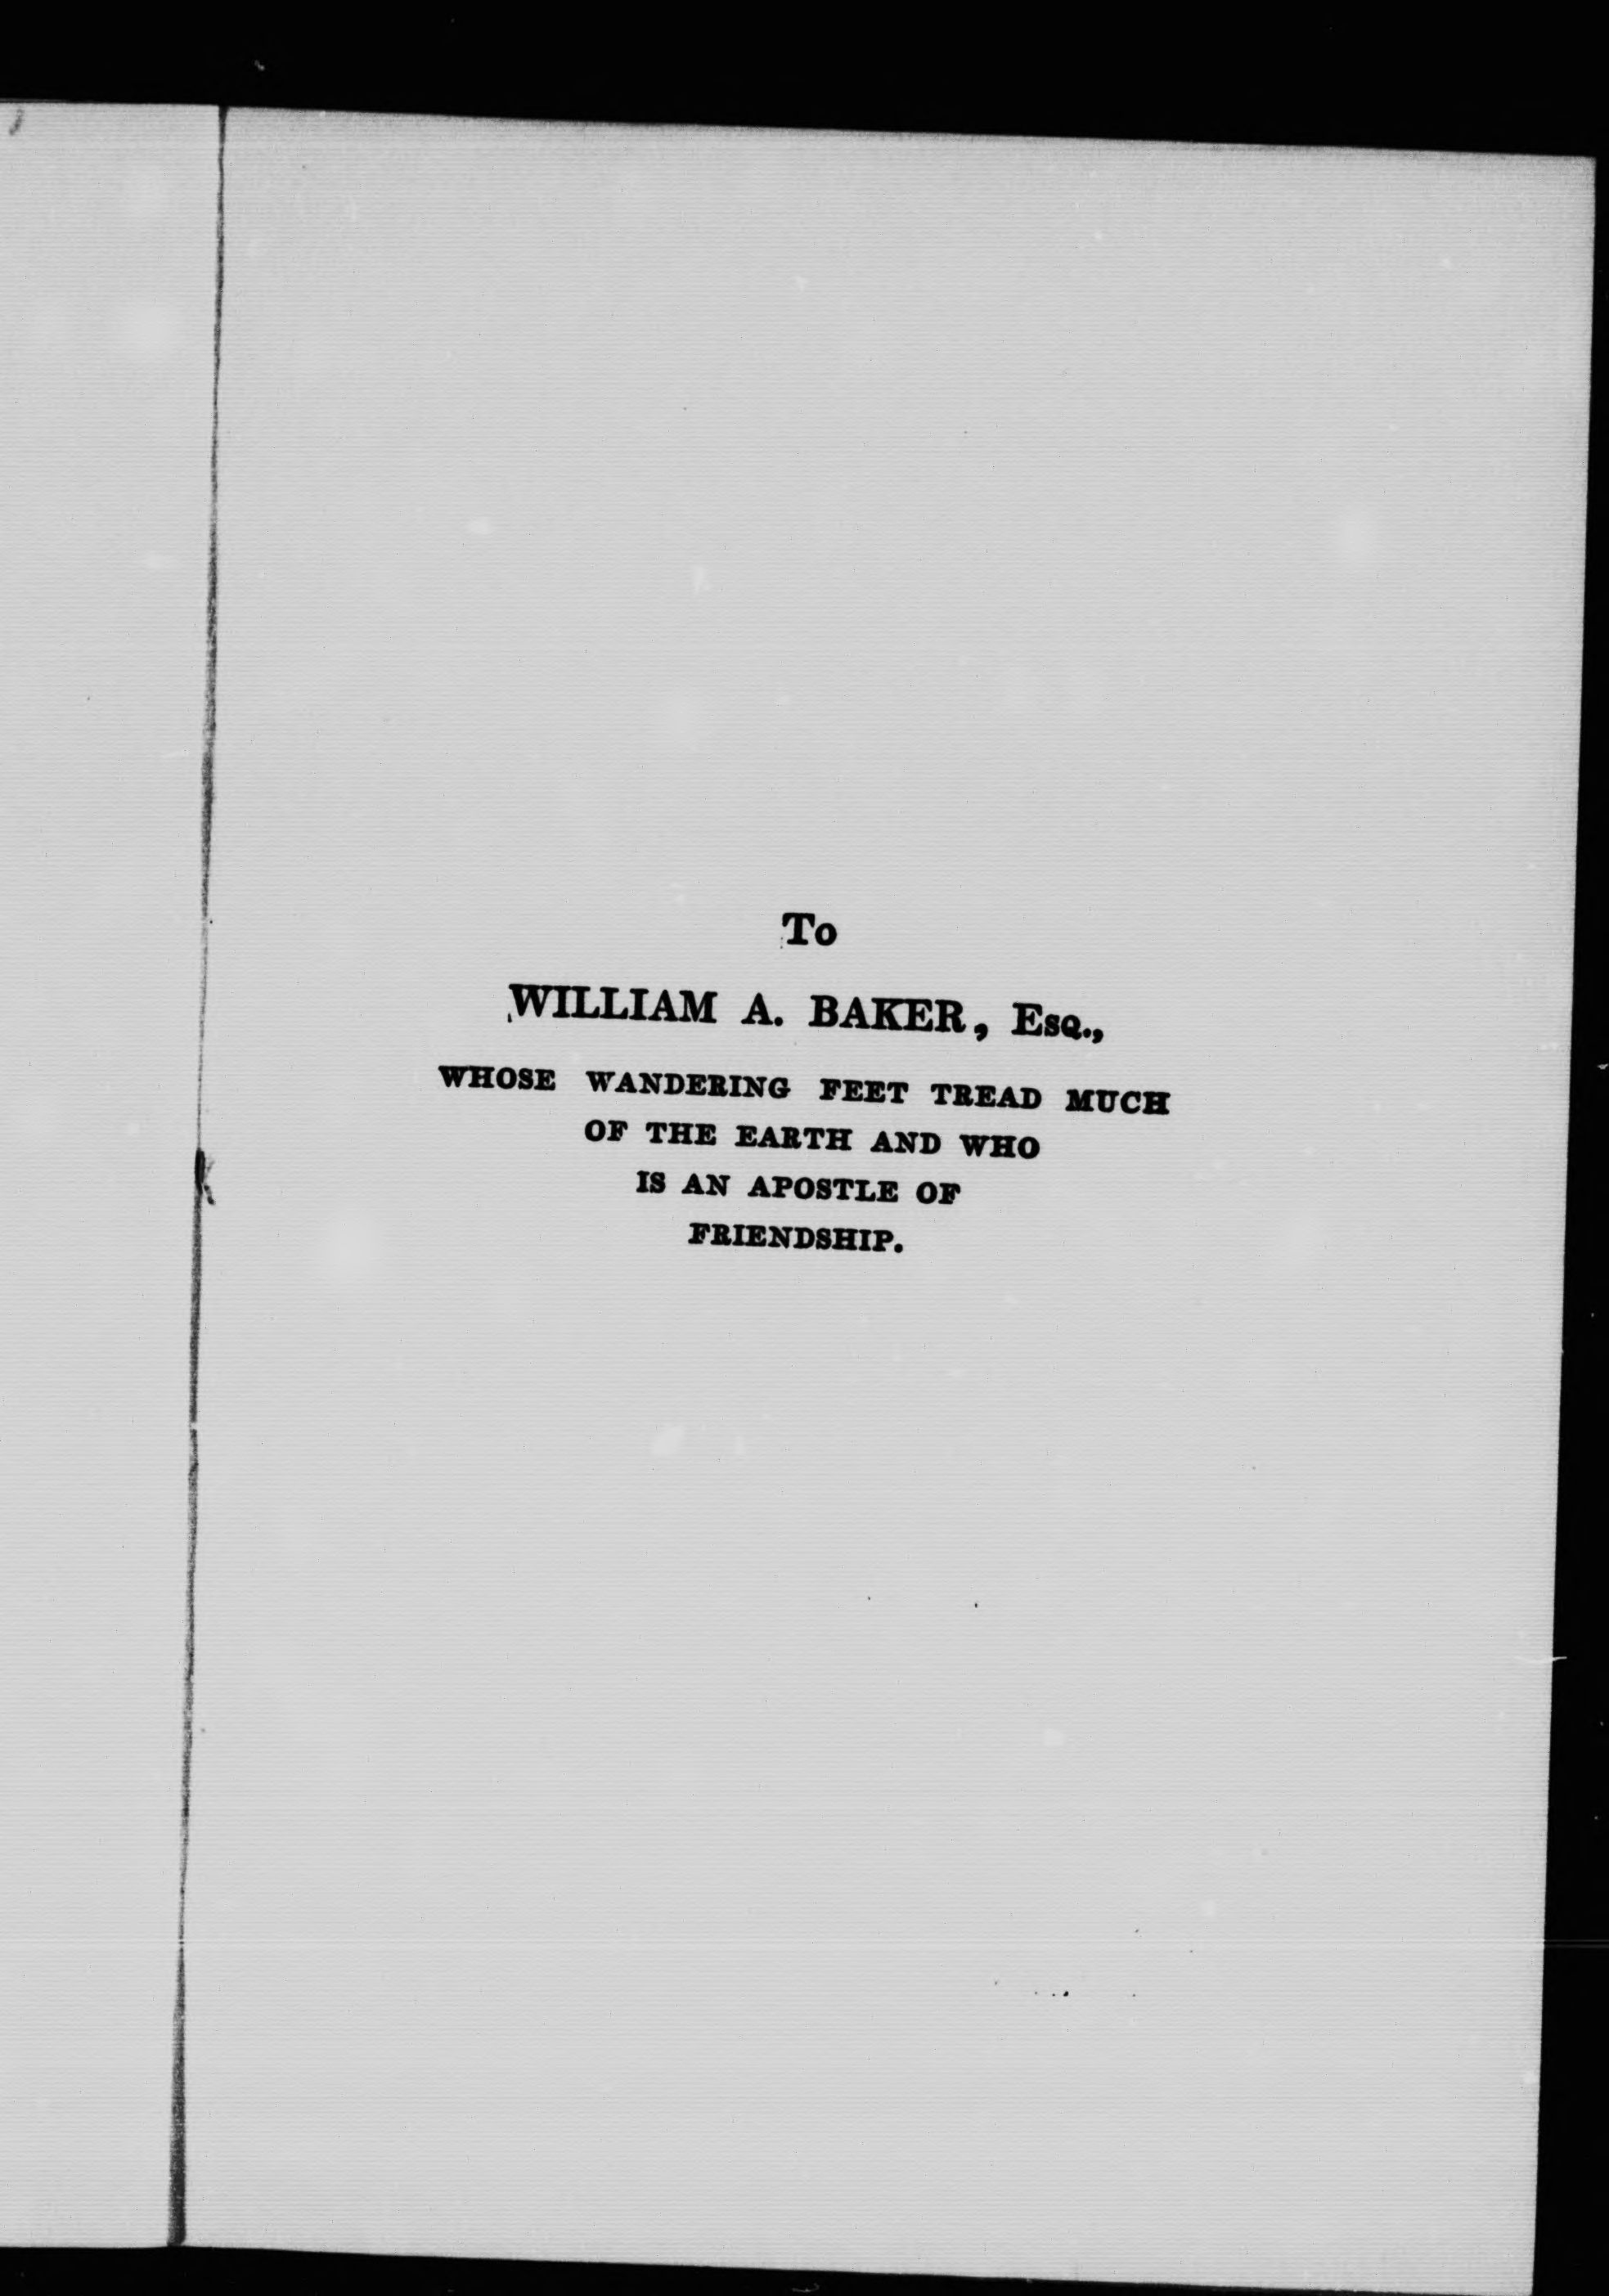 To
WILLIAM A. BAKER, Esq.,
WHOSE WANDERING FEET TREAD MUCH
OF THE EARTH AND WHO
IS AN APOSTLE OF
FRIENDSHIP.